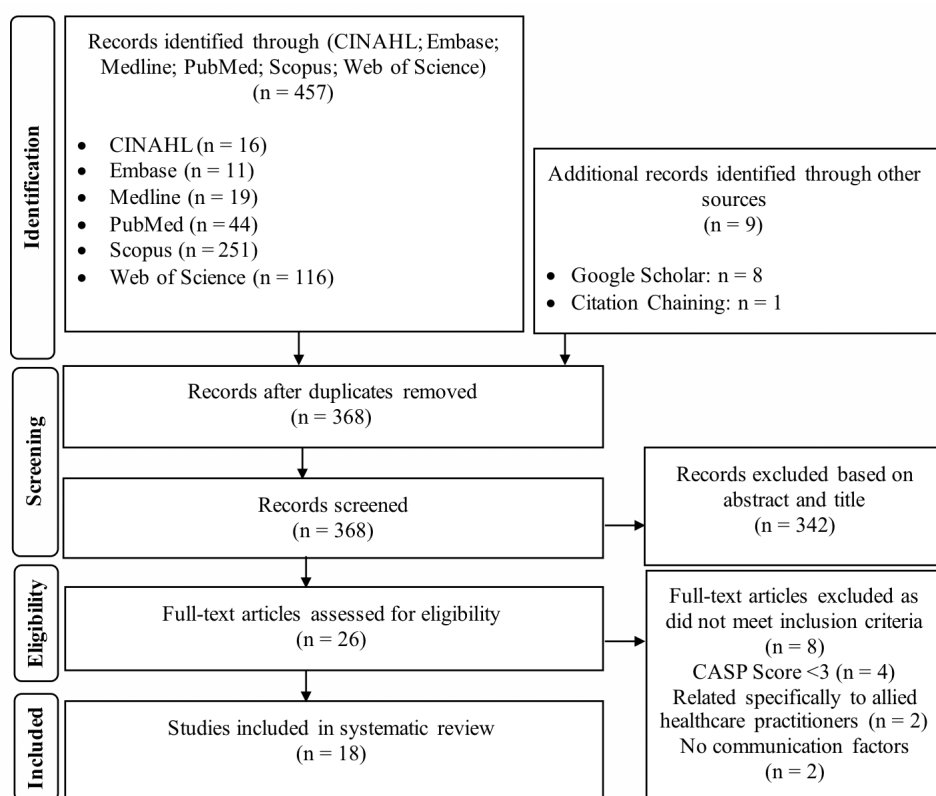 Identification
Records identified through (CINAHL; Embase;
Medline; PubMed; Scopus; Web of Science)
(n = 457)
• CINAHL (n = 16)
• Embase (n = 11)
• Medline (n = 19)
• PubMed (n = 44)
• Scopus (n = 251)
• Web of Science (n = 116)
Additional records identified through other
sources
(n = 9)
• Google Scholar: n = 8
• Citation Chaining: n = 1
Screening
Records after duplicates removed
(n = 368)
Records screened
(n = 368)
Records excluded based on
abstract and title
(n = 342)
Eligibility
Full-text articles assessed for eligibility
(n = 26)
Full-text articles excluded as
did not meet inclusion criteria
(n = 8)
CASP Score <3 (n = 4)
Related specifically to allied
healthcare practitioners (n = 2)
No communication factors
(n = 2)
Included
Studies included in systematic review
(n = 18)